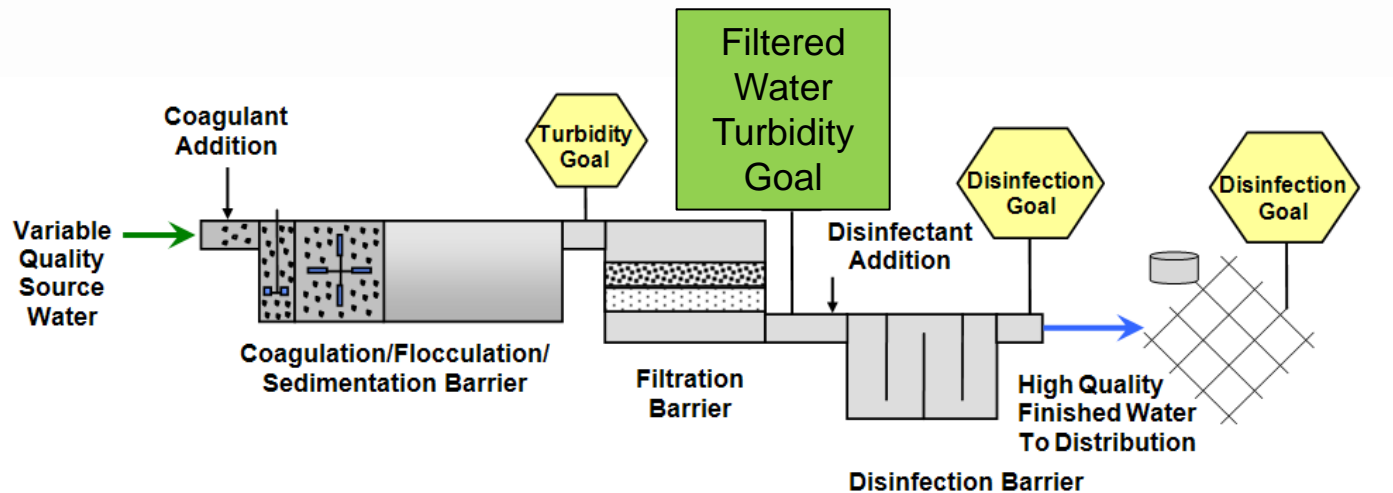 Coagulant
Addition
Variable
Quality
Source
Water
Coagulation/Flocculation/
Sedimentation Barrier
Turbidity
Goal
Filtered
Water
Turbidity
Goal
Filtration
Barrier
Disinfectant
Addition
Disinfection
Goal
Disinfection Barrier
High Quality
Finished Water
To Distribution
Disinfection
Goal